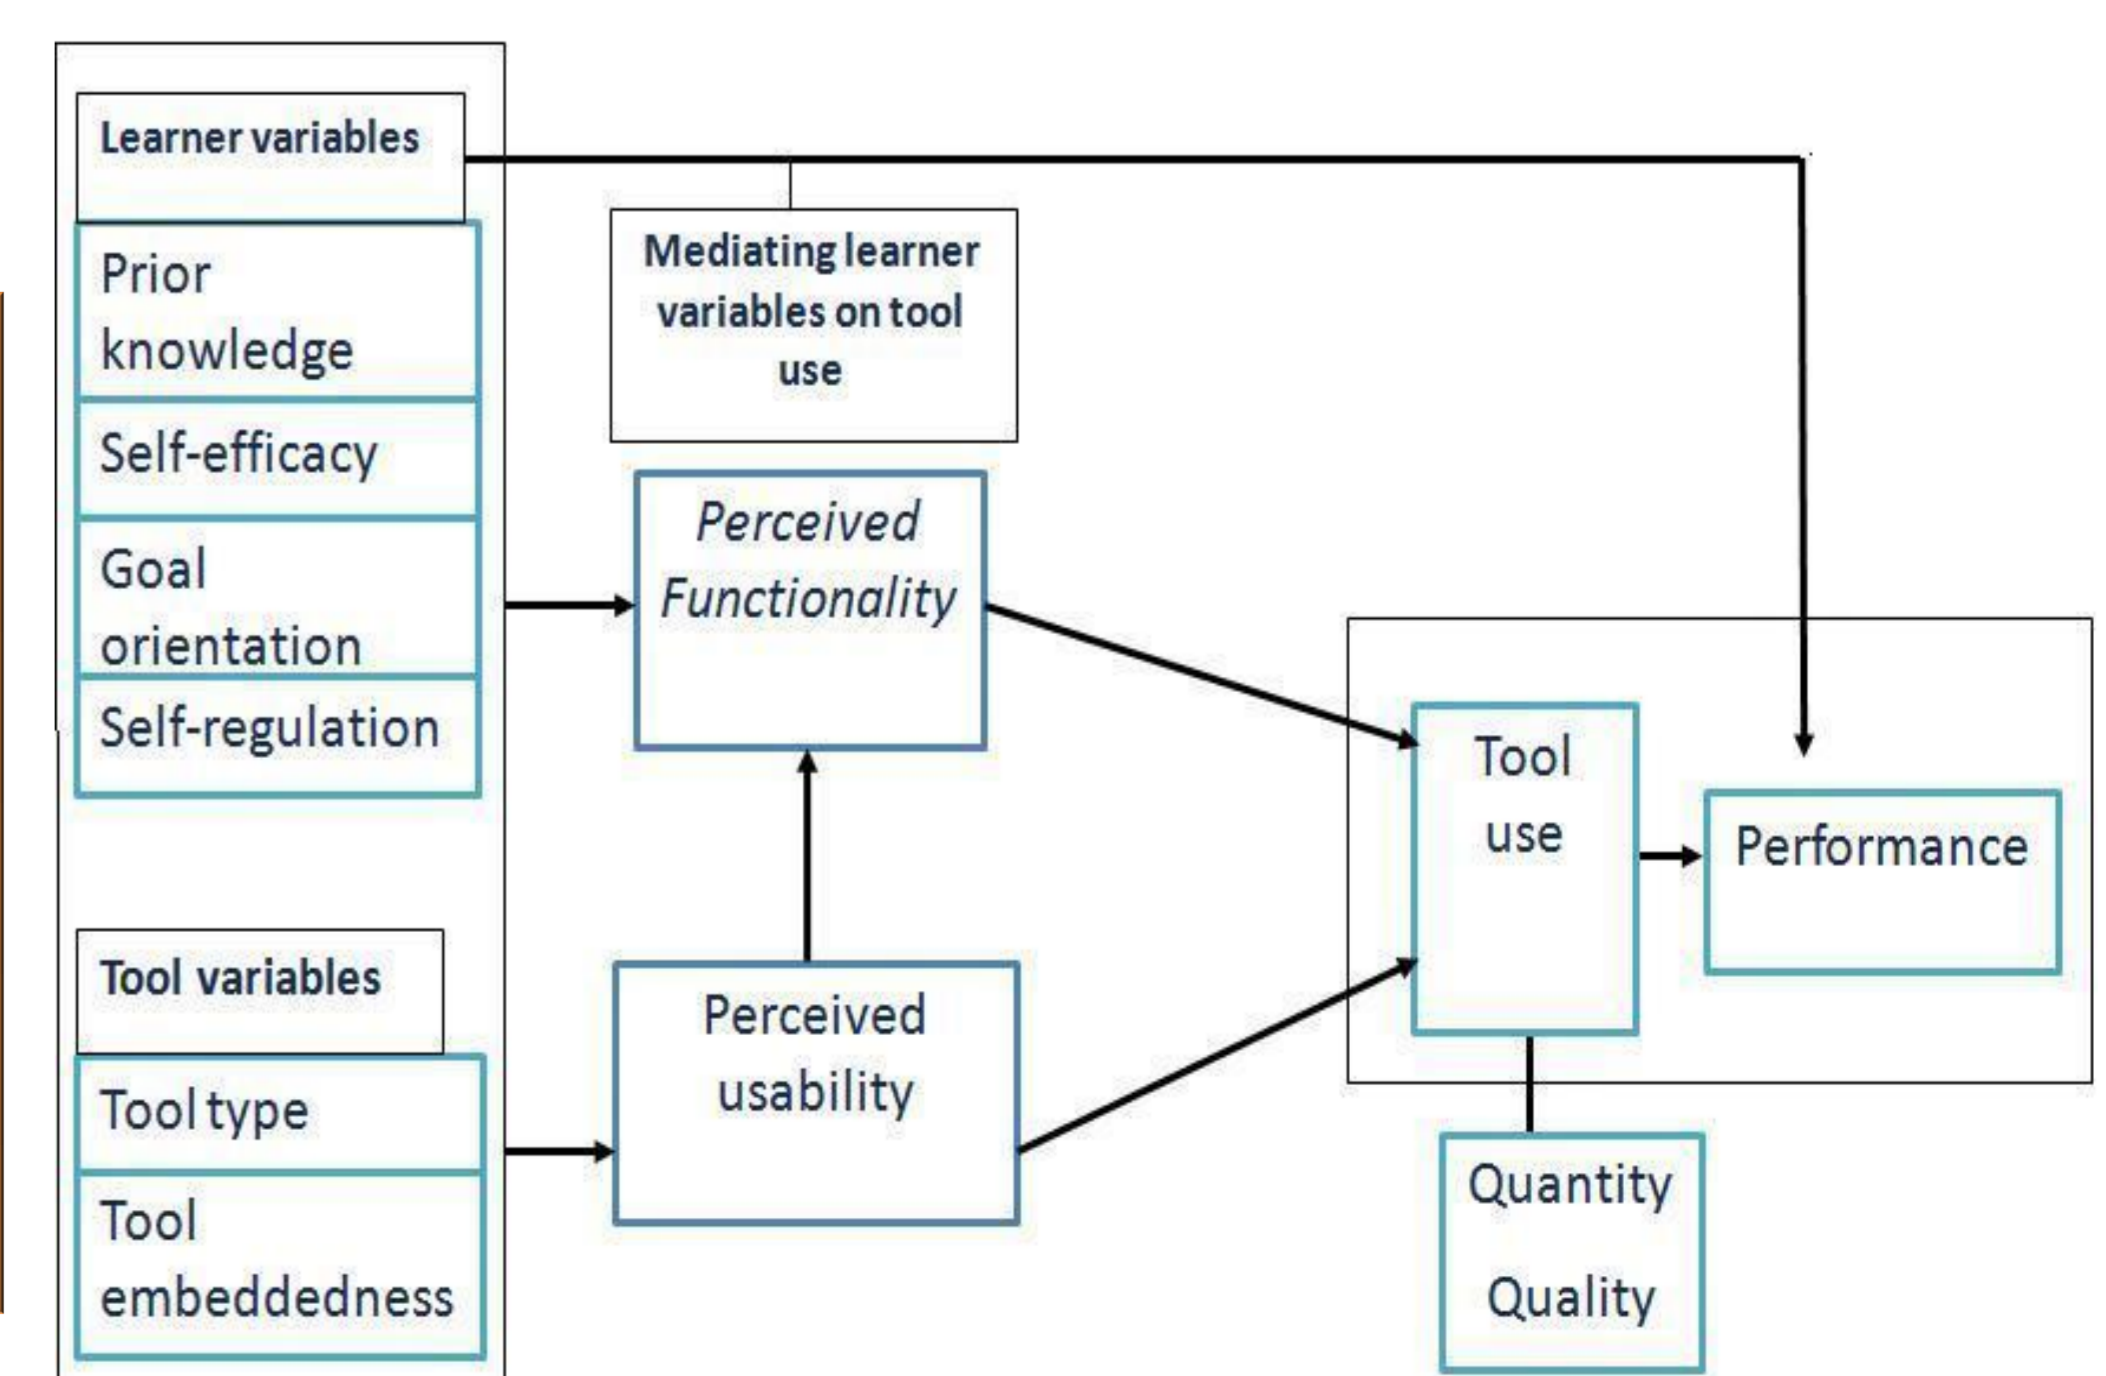 Learner variables
Prior
knowledge
Self-efficacy
Goal
orientation
Self-regulation
Tool variables
Tool type
Tool
embeddedness
Mediating learner
variables on tool
use
Perceived
Functionality
Perceived
usability
Tool
use
Performance
Quantity
Quality